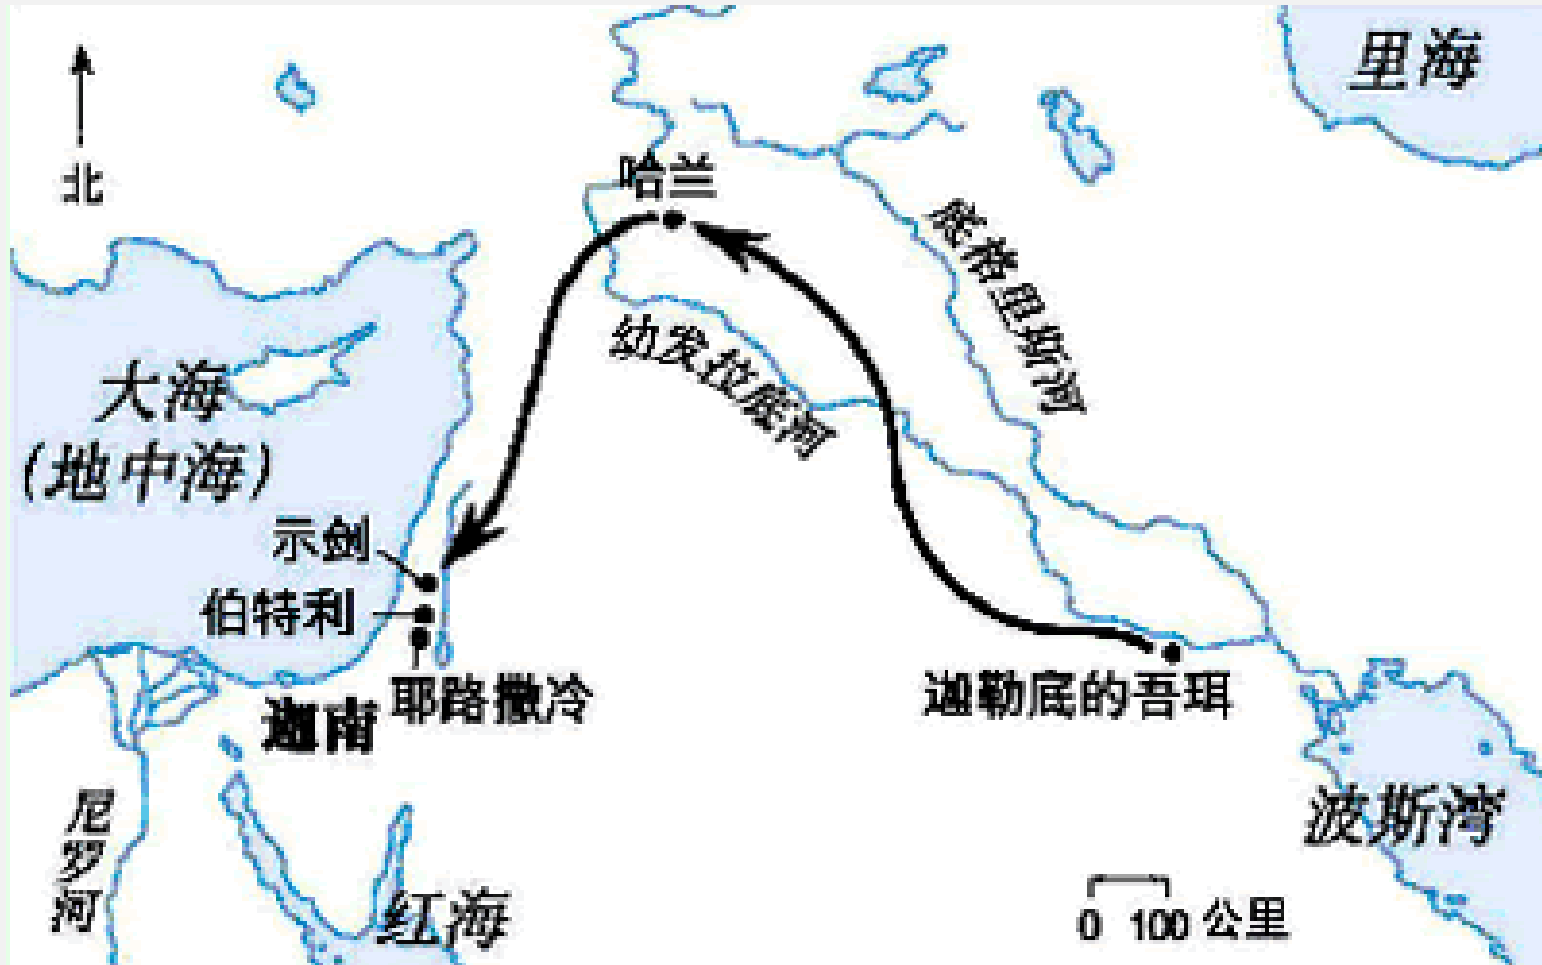 里海
北
哈兰
底格里斯河
幼发拉底河
大海
(地中海)
示剑
伯特利
耶路撒冷
迦南
迦勒底的吾珥
尼罗河
红海
波斯湾
0 100 公里